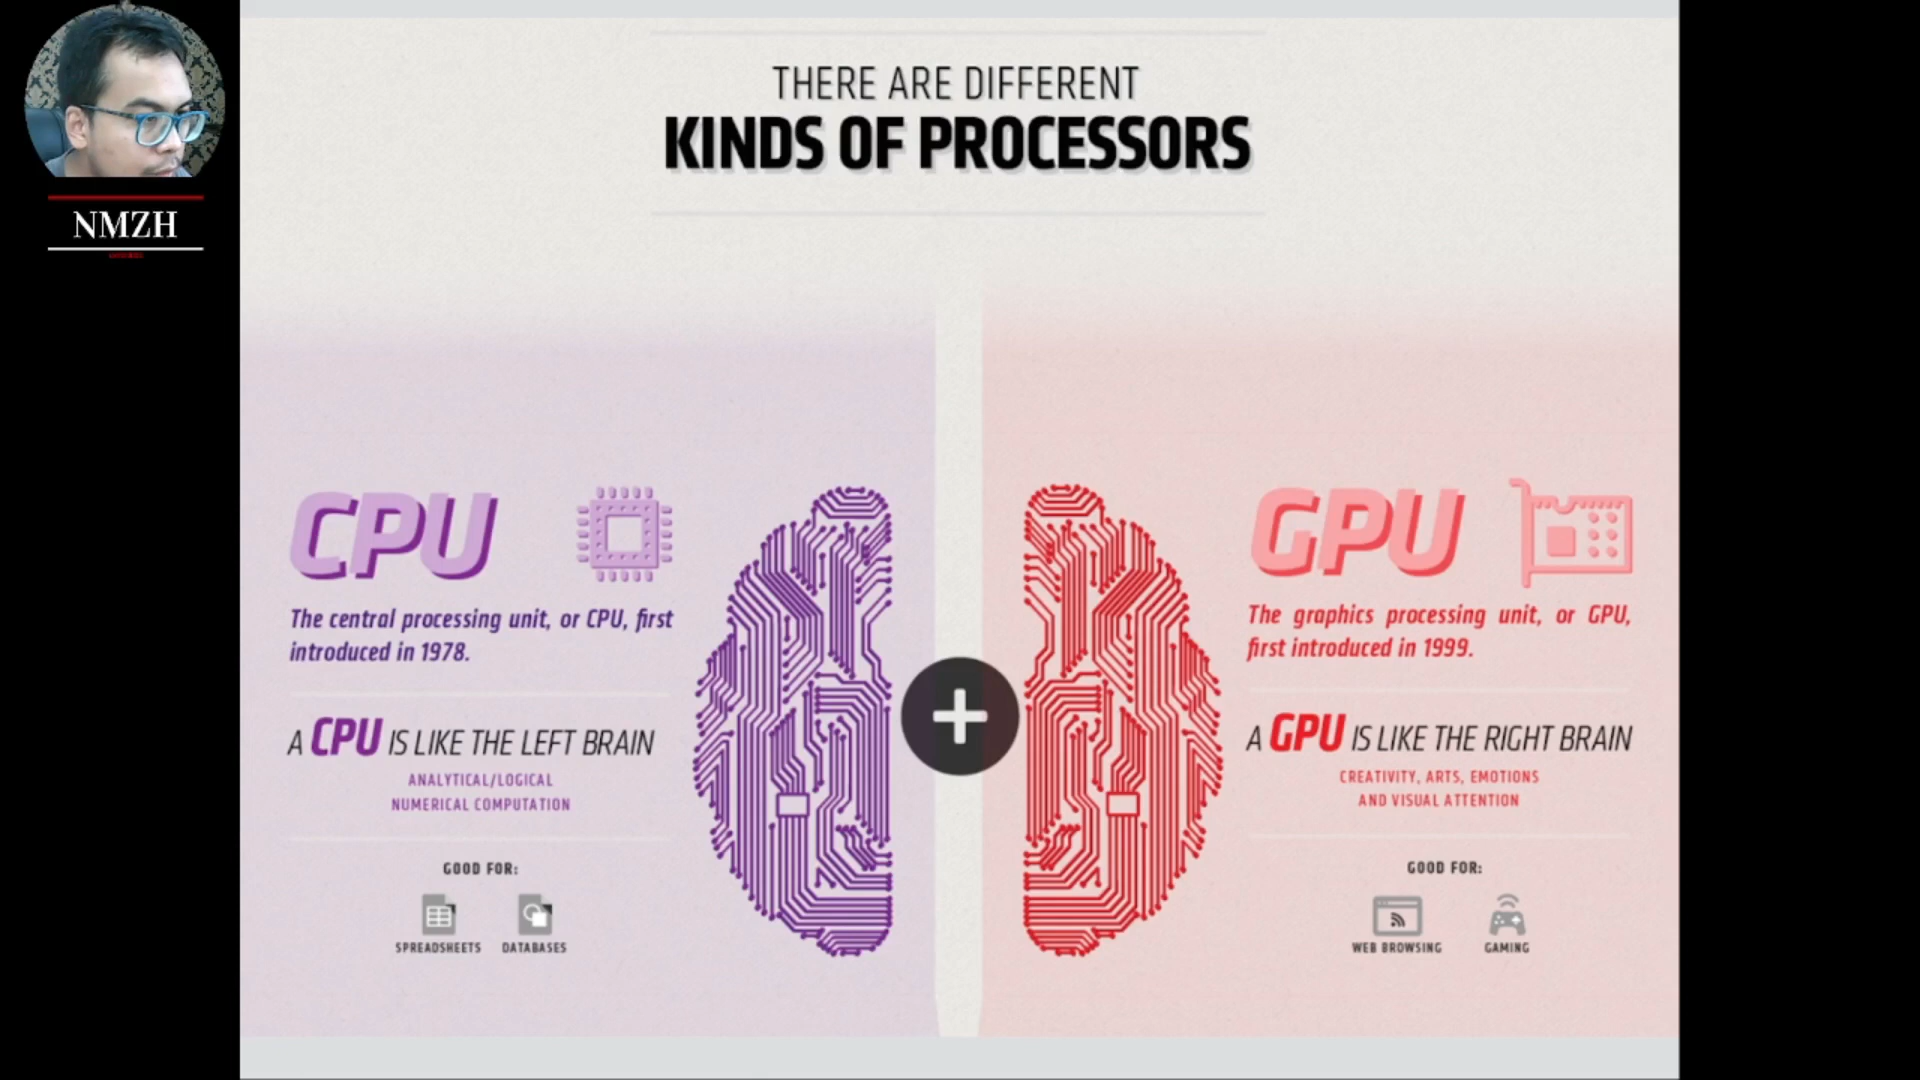 NMZH
THERE ARE DIFFERENT
KINDS OF PROCESSORS
CPU
The central processing unit, or CPU, first
introduced in 1978.
A CPU IS LIKE THE LEFT BRAIN
ANALYTICAL/LOGICAL
NUMERICAL COMPUTATION
GOOD FOR:
SPREADSHEETS
DATABASES
GPU
The graphics processing unit, or GPU,
first introduced in 1999.
A GPU IS LIKE THE RIGHT BRAIN
CREATIVITY, ARTS, EMOTIONS
AND VISUAL ATTENTION
GOOD FOR:
WEB BROWSING
GAMING